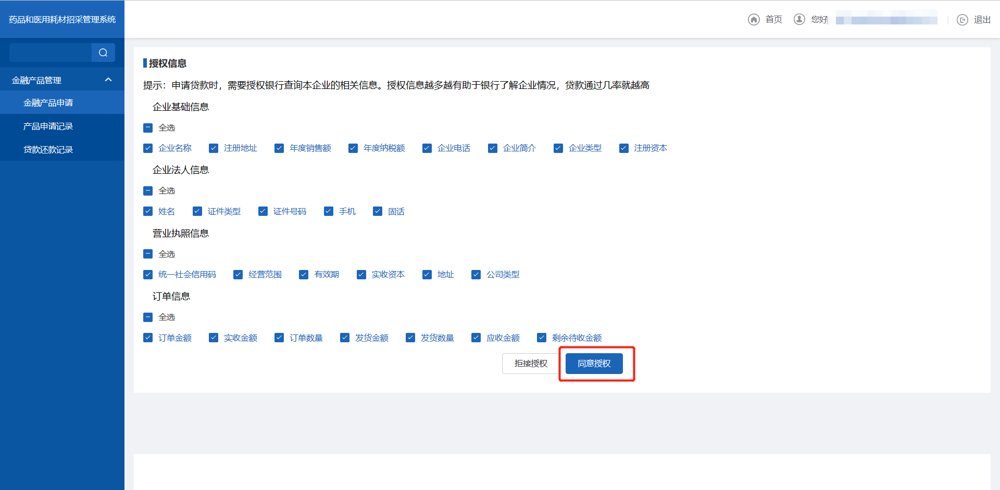 药品和医用耗材招采管理系统
首页 您好 退出
金融产品管理
金融产品申请
产品申请记录
贷款还款记录
授权信息
提示：申请贷款时，需要授权银行查询本企业的相关信息。授权信息越多越有助于银行了解企业情况，贷款通过几率就越高
企业基础信息
全选
企业名称 注册地址 年度销售额 年度纳税额 企业电话 企业简介 企业类型 注册资本
企业法人信息
全选
姓名 证件类型 证件号码 手机 固话
营业执照信息
全选
统一社会信用码 经营范围 有效期 实收资本 地址 公司类型
订单信息
全选
订单金额 实收金额 订单数量 发货金额 发货数量 应收金额 剩余待收金额
拒接授权 同意授权